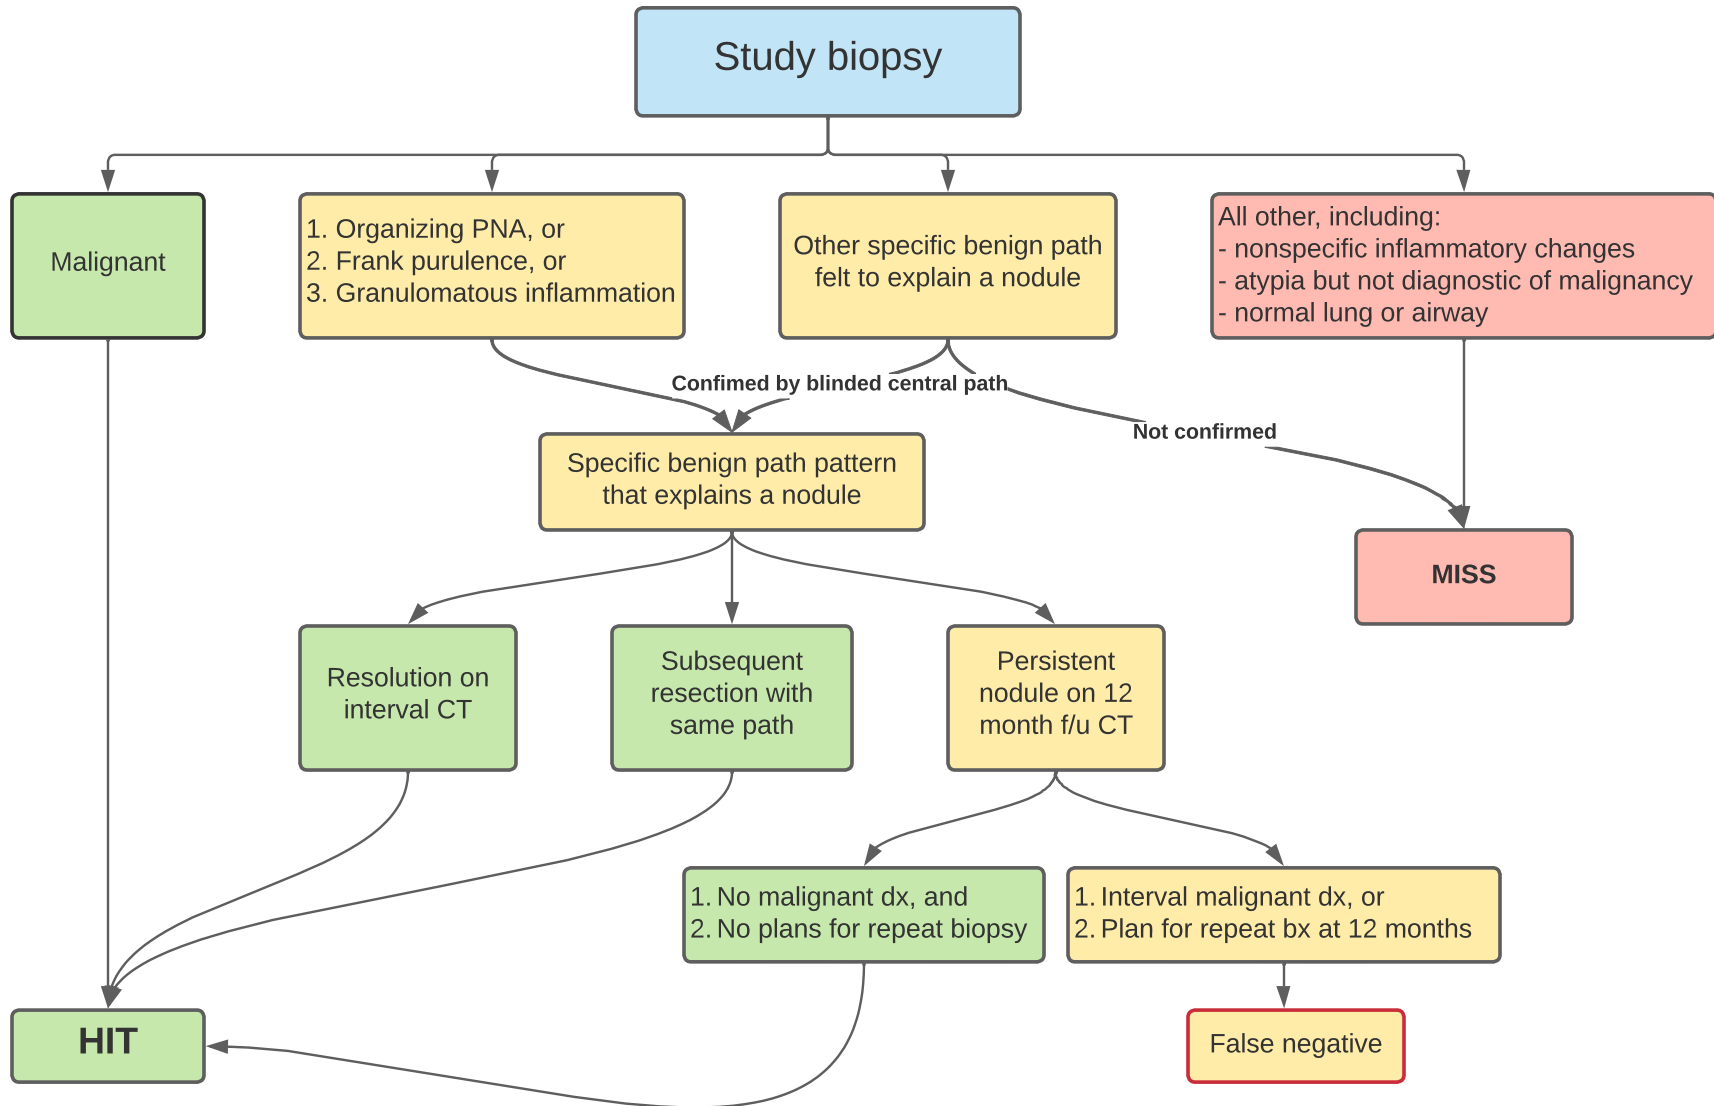 Study biopsy
Malignant
1. Organizing PNA, or
2. Frank purulence, or
3. Granulomatous inflammation
Other specific benign path
felt to explain a nodule
All other, including:
- nonspecific inflammatory changes
- atypia but not diagnostic of malignancy
- normal lung or airway
Confimed by blinded central path
Not confirmed
Specific benign path pattern
that explains a nodule
MISS
Resolution on
interval CT
Subsequent
resection with
same path
Persistent
nodule on 12
month f/u CT
1. No malignant dx, and
2. No plans for repeat biopsy
1. Interval malignant dx, or
2. Plan for repeat bx at 12 months
HIT
False negative